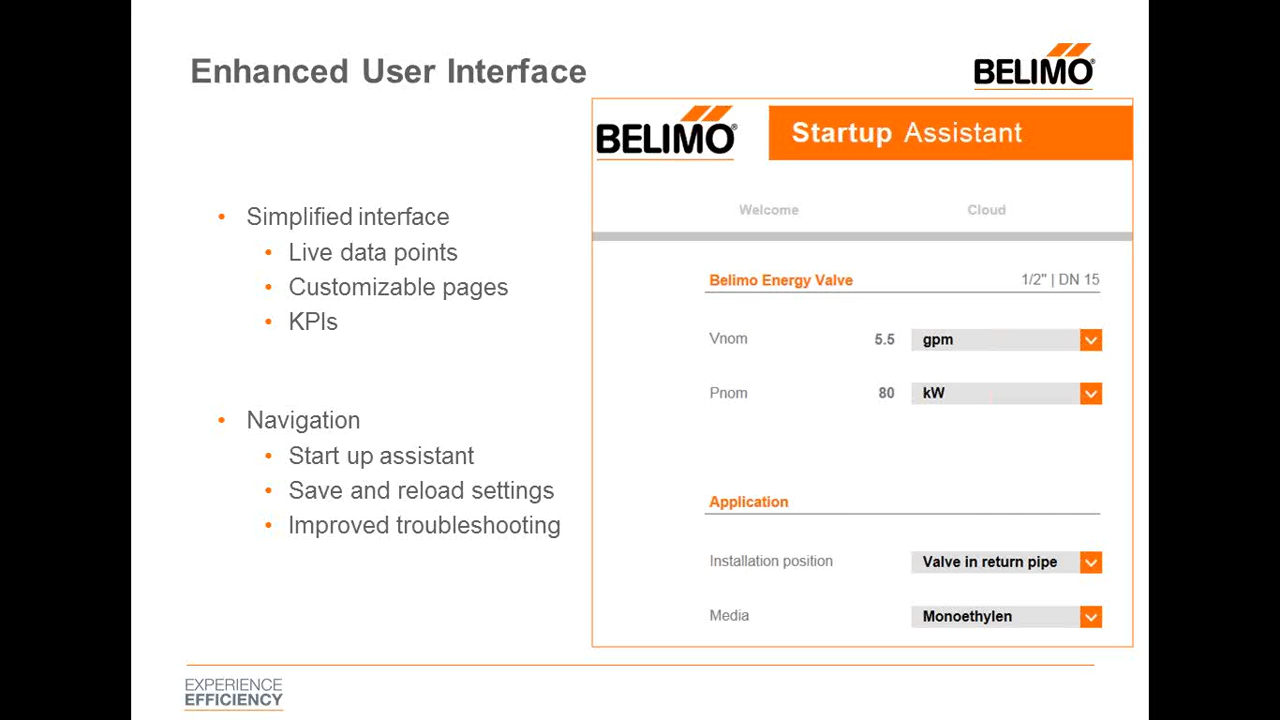 Enhanced User Interface
BELIMO®
• Simplified interface
• Live data points
• Customizable pages
• KPIs
• Navigation
• Start up assistant
• Save and reload settings
• Improved troubleshooting
BELIMO®
Startup Assistant
Welcome Cloud
Belimo Energy Valve 1/2" | DN 15
Vnom 5.5 gpm
Pnom 80 kW
Application
Installation position Valve in return pipe
Media Monoethylen
EXPERIENCE
EFFICIENCY